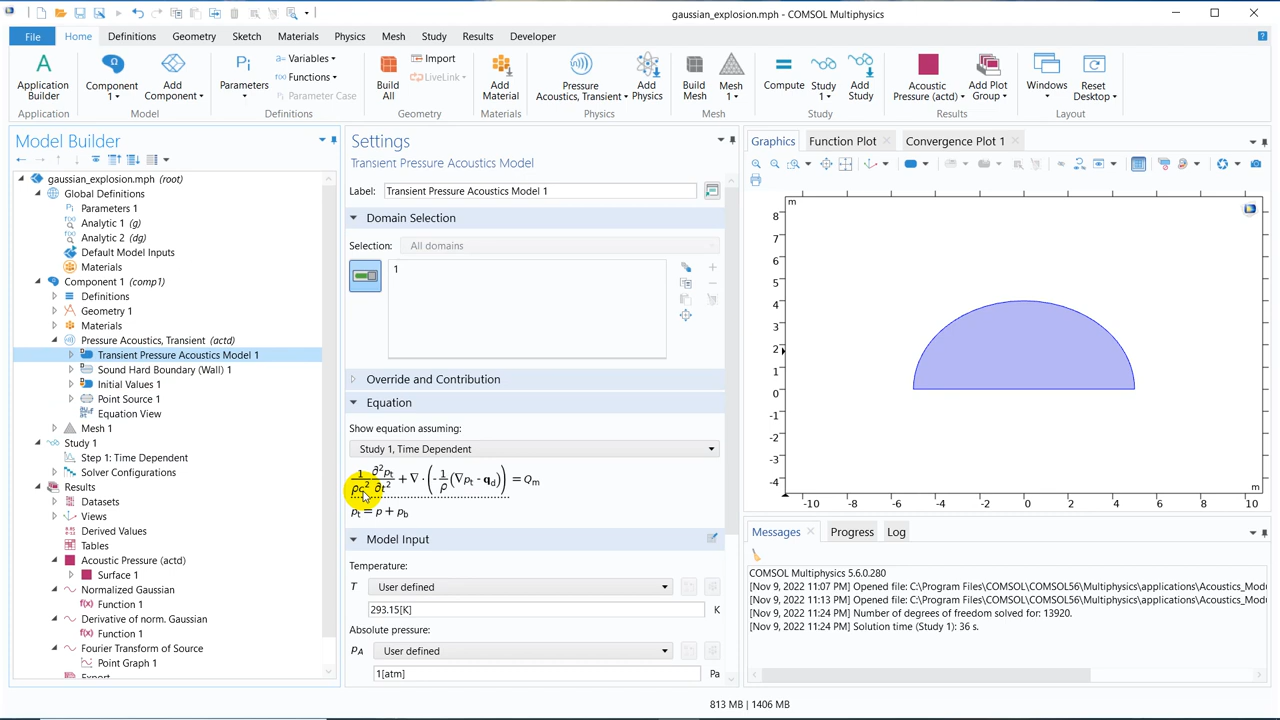 gaussian_explosion.mph - COMSOL Multiphysics
File Home Definitions Geometry Sketch Materials Physics Mesh Study Results Developer
Application Builder
Component 1
Add Component
Parameters
Variables
Functions
Parameter Case
Build All
Import
LiveLink
Add Material
Pressure Acoustics, Transient
Add Physics
Build Mesh
Mesh 1
Compute
Study 1
Add Study
Acoustic Pressure (actd)
Add Plot Group
Windows
Reset Desktop
Application Model Definitions Geometry Materials Physics Mesh Study Results Layout
Model Builder
gaussian_explosion.mph (root)
Global Definitions
Parameters 1
Analytic 1 (g)
Analytic 2 (dg)
Default Model Inputs
Materials
Component 1 (comp1)
Definitions
Geometry 1
Materials
Pressure Acoustics, Transient (actd)
Transient Pressure Acoustics Model 1
Sound Hard Boundary (Wall) 1
Initial Values 1
Point Source 1
Equation View
Mesh 1
Study 1
Step 1: Time Dependent
Solver Configurations
Results
Datasets
Views
Derived Values
Tables
Acoustic Pressure (actd)
Surface 1
Normalized Gaussian
Function 1
Derivative of norm. Gaussian
Function 1
Fourier Transform of Source
Point Graph 1
Export
Settings
Transient Pressure Acoustics Model
Label: Transient Pressure Acoustics Model 1
Domain Selection
Selection: All domains
1
Override and Contribution
Equation
Show equation assuming:
Study 1, Time Dependent
1/(ρc²) ∂²pt/∂t² + ∇ · (-1/ρ (∇pt - qd)) = Qm
pt = p + pb
Model Input
Temperature:
T User defined
293.15[K] K
Absolute pressure:
pA User defined
1[atm] Pa
Graphics Function Plot Convergence Plot 1
m
8
7
6
5
4
3
2
1
0
-1
-2
-3
-4
-5
m
-10 -8 -6 -4 -2 0 2 4 6 8 10
Messages Progress Log
COMSOL Multiphysics 5.6.0.280
[Nov 9, 2022 11:07 PM] Opened file: C:\Program Files\COMSOL\COMSOL56\Multiphysics\applications\Acoustics_Mod
[Nov 9, 2022 11:13 PM] Opened file: C:\Program Files\COMSOL\COMSOL56\Multiphysics\applications\Acoustics_Mod
[Nov 9, 2022 11:24 PM] Number of degrees of freedom solved for: 13920.
[Nov 9, 2022 11:24 PM] Solution time (Study 1): 36 s.
813 MB | 1406 MB